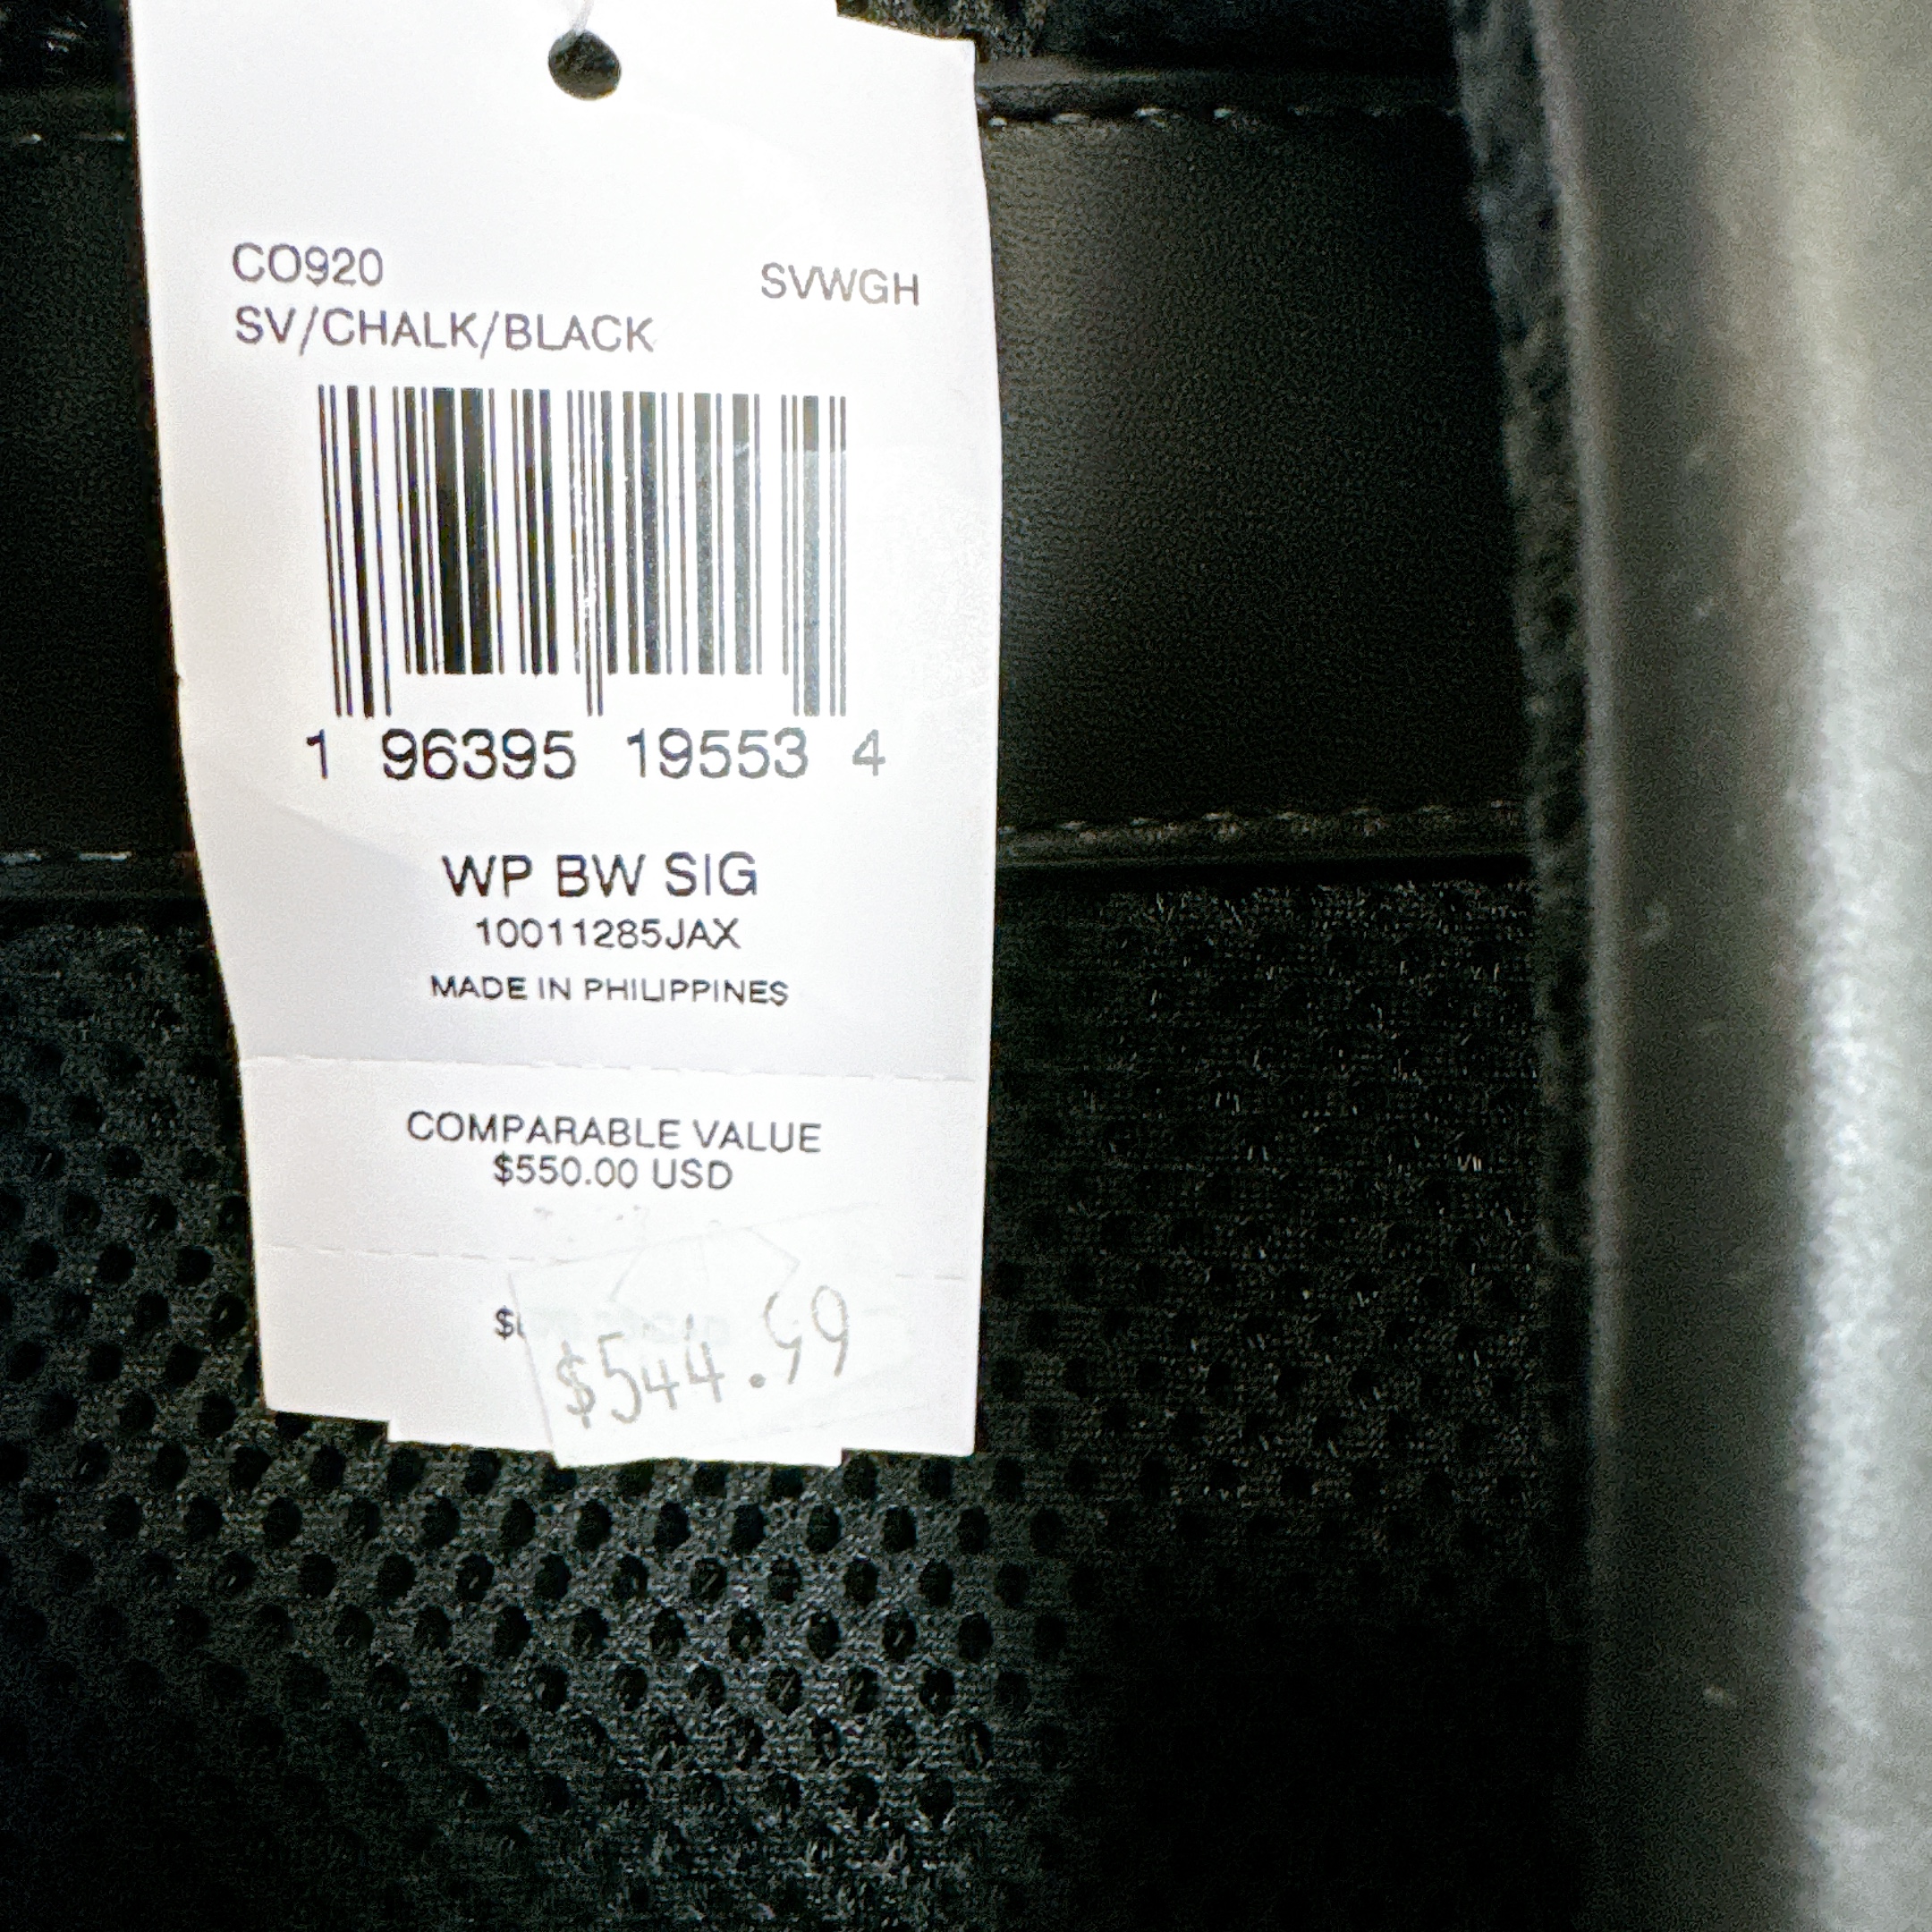 CO920 SVWGH
SV/CHALK/BLACK
1 96395 19553 4
WP BW SIG
10011285JAX
MADE IN PHILIPPINES
COMPARABLE VALUE
$550.00 USD
$544.99